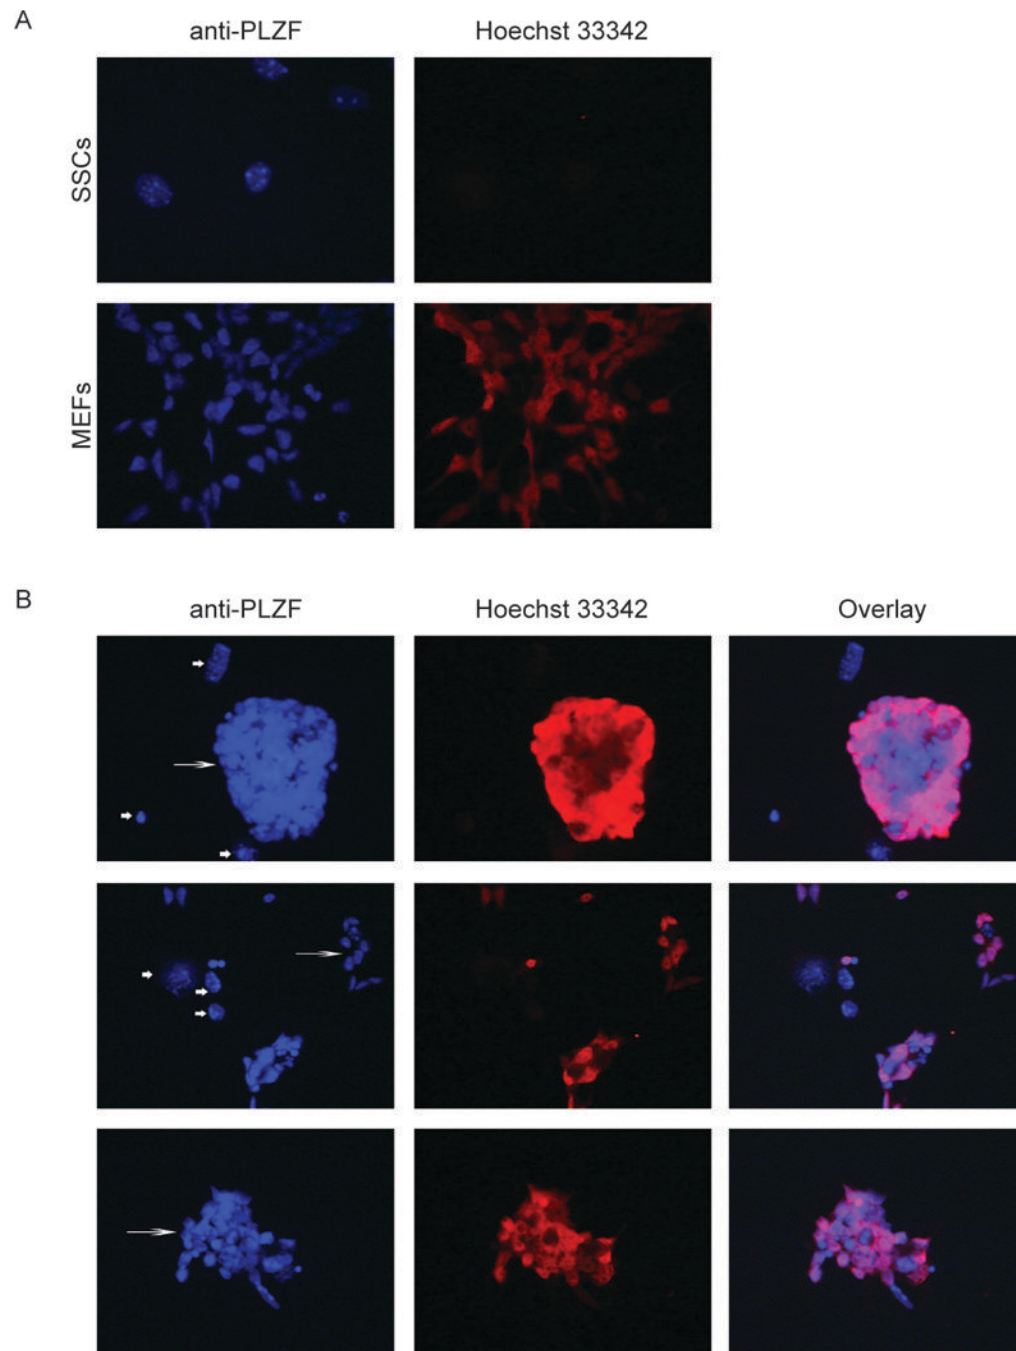 A
anti-PLZF
Hoechst 33342
SSCs
MEFs
B
anti-PLZF
Hoechst 33342
Overlay